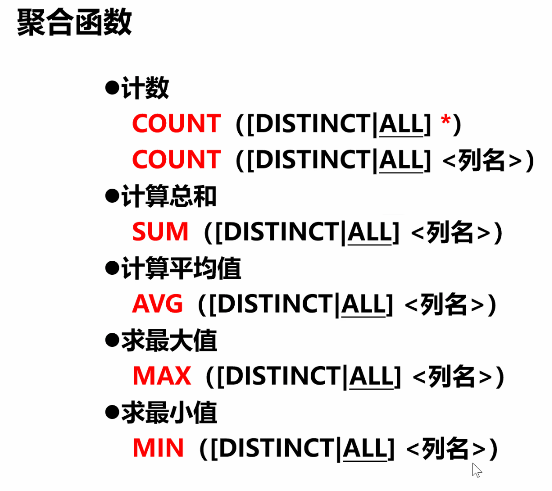 聚合函数
●计数
COUNT（[DISTINCT|ALL] *）
COUNT（[DISTINCT|ALL] <列名>）
●计算总和
SUM（[DISTINCT|ALL] <列名>）
●计算平均值
AVG（[DISTINCT|ALL] <列名>）
●求最大值
MAX（[DISTINCT|ALL] <列名>）
●求最小值
MIN（[DISTINCT|ALL] <列名>）